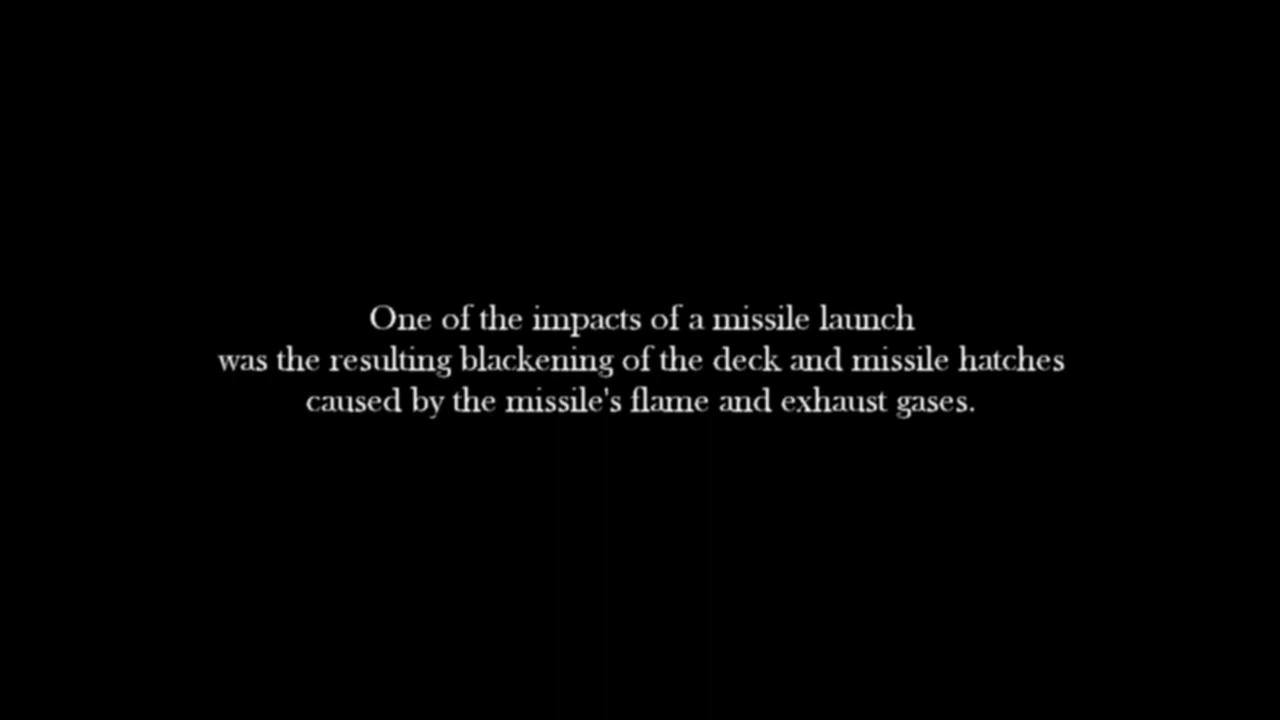 One of the impacts of a missile launch
was the resulting blackening of the deck and missile hatches
caused by the missile's flame and exhaust gases.